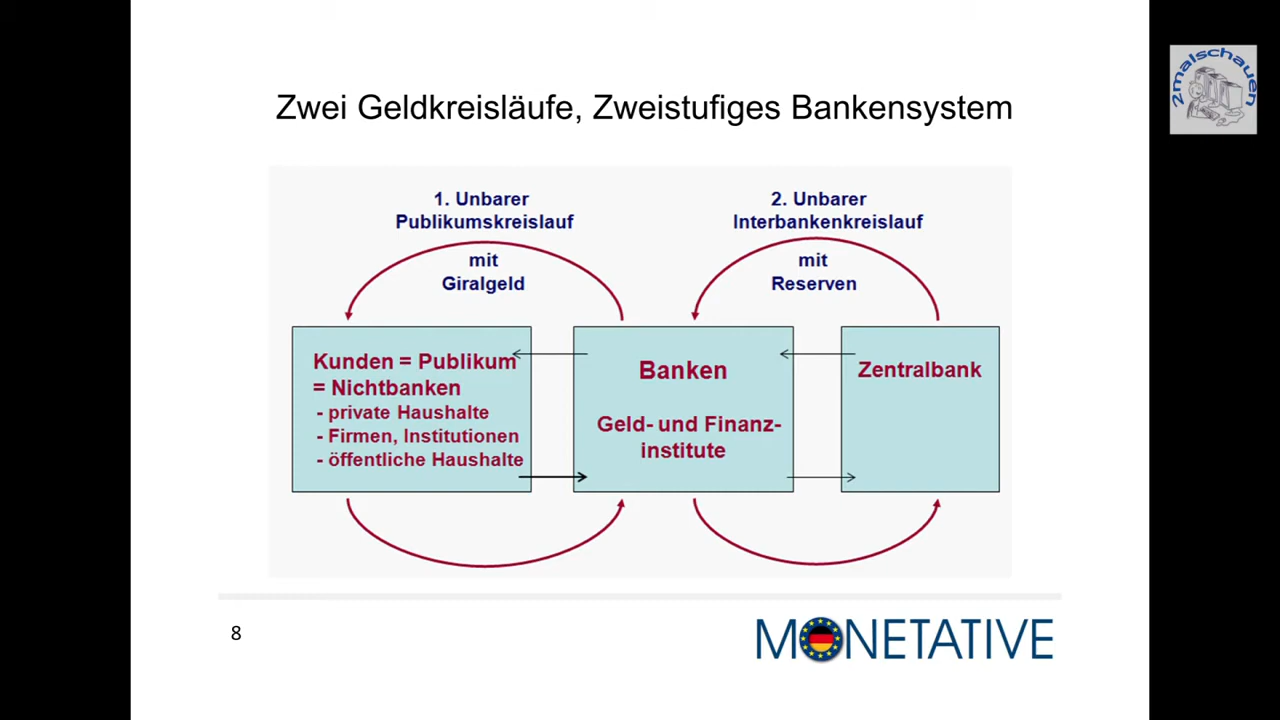 2malschauen
Zwei Geldkreisläufe, Zweistufiges Bankensystem
1. Unbarer
Publikumskreislauf
mit
Giralgeld
2. Unbarer
Interbankenkreislauf
mit
Reserven
Kunden = Publikum
= Nichtbanken
- private Haushalte
- Firmen, Institutionen
- öffentliche Haushalte
Banken
Geld- und Finanz-
institute
Zentralbank
8
MONETATIVE